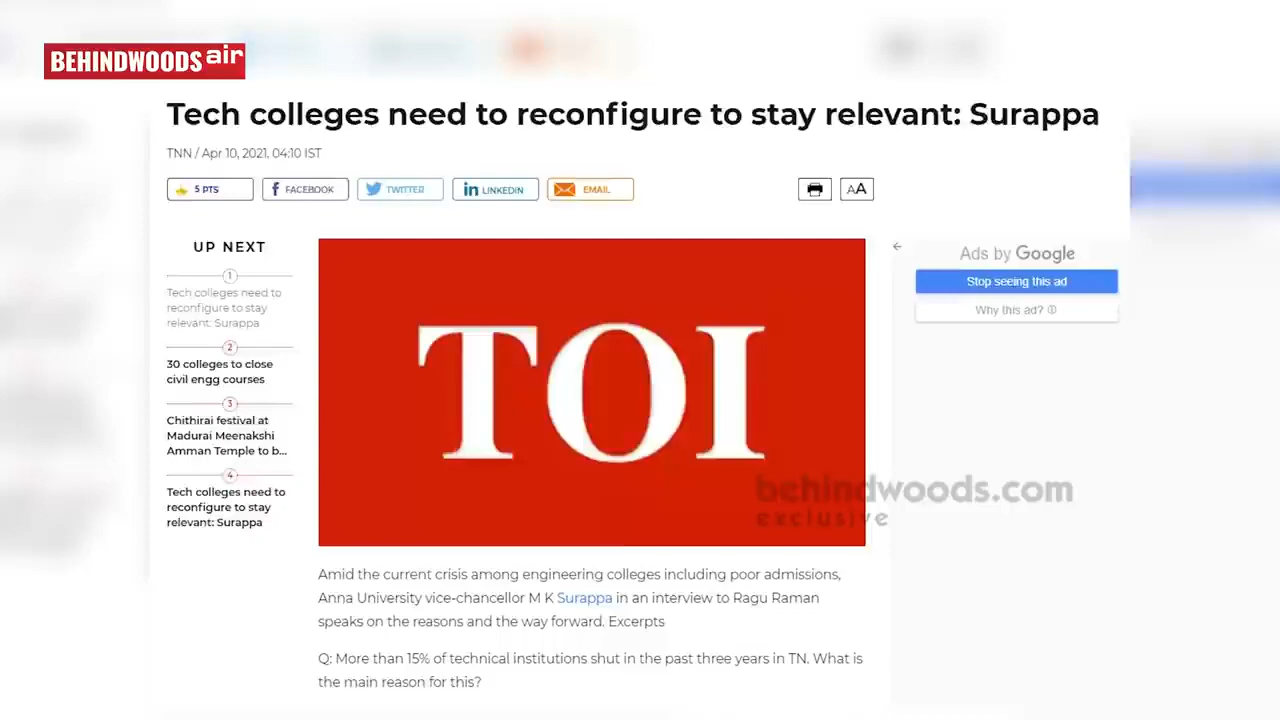 BEHINDWOODS air
Tech colleges need to reconfigure to stay relevant: Surappa
TNN / Apr 10, 2021, 04:10 IST
5 PTS
FACEBOOK
TWITTER
LINKEDIN
EMAIL
AA
UP NEXT
1
Tech colleges need to
reconfigure to stay
relevant: Surappa
2
30 colleges to close
civil engg courses
3
Chithirai festival at
Madurai Meenakshi
Amman Temple to b...
4
Tech colleges need to
reconfigure to stay
relevant: Surappa
TOI
Ads by Google
Stop seeing this ad
Why this ad?
behindwoods.com
exclusive
Amid the current crisis among engineering colleges including poor admissions,
Anna University vice-chancellor M K Surappa in an interview to Ragu Raman
speaks on the reasons and the way forward. Excerpts
Q: More than 15% of technical institutions shut in the past three years in TN. What is
the main reason for this?